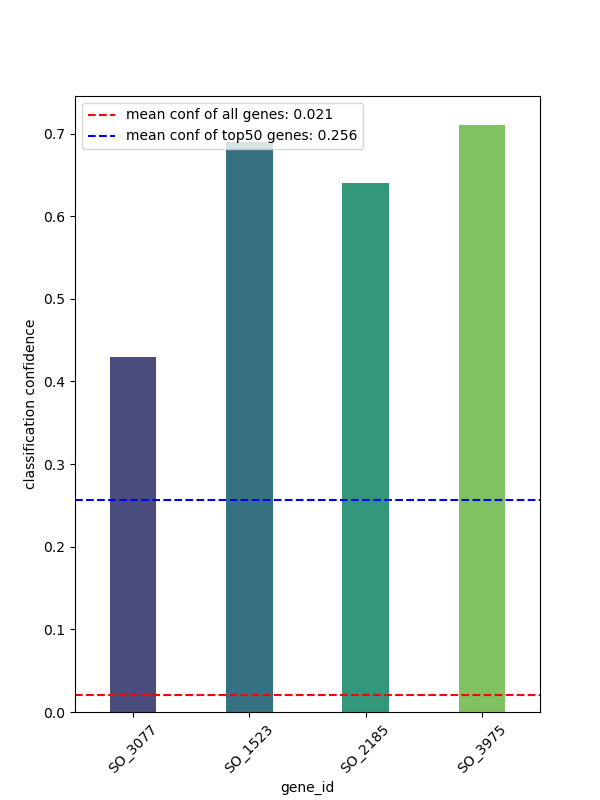 mean conf of all genes: 0.021
mean conf of top50 genes: 0.256
0.7
0.6
0.5
0.4
0.3
0.2
0.1
0.0
classification confidence
SO_3077
SO_1523
SO_2185
SO_3975
gene_id